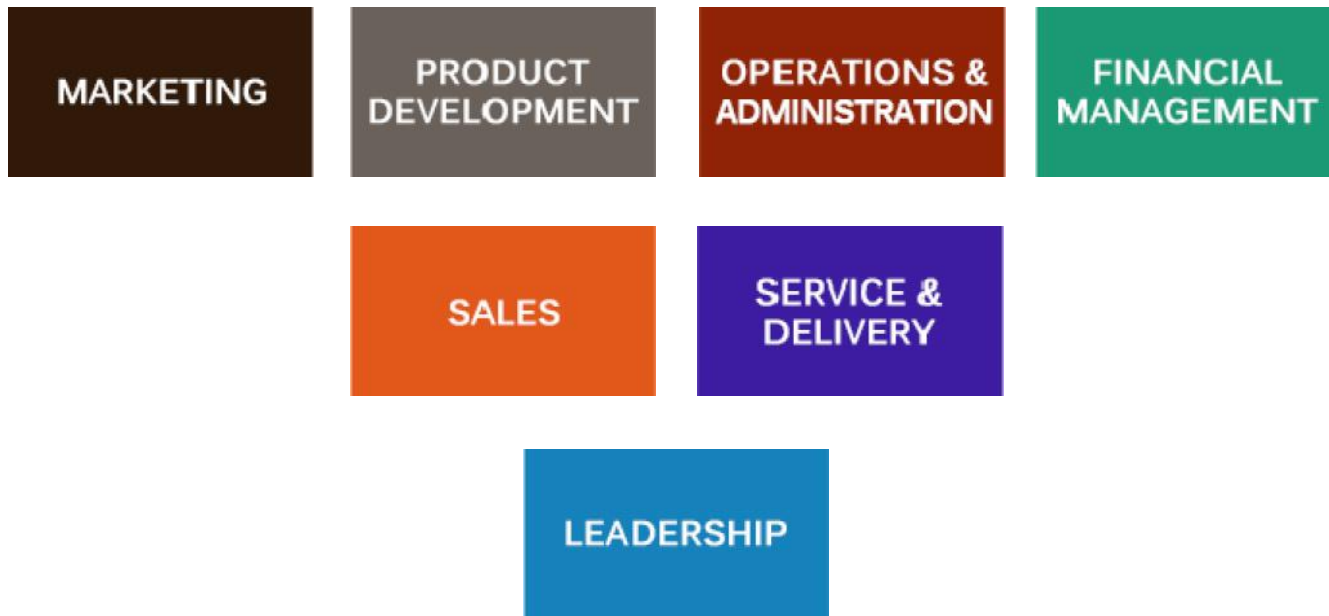 MARKETING
PRODUCT
DEVELOPMENT
OPERATIONS &
ADMINISTRATION
FINANCIAL
MANAGEMENT
SALES
SERVICE &
DELIVERY
LEADERSHIP